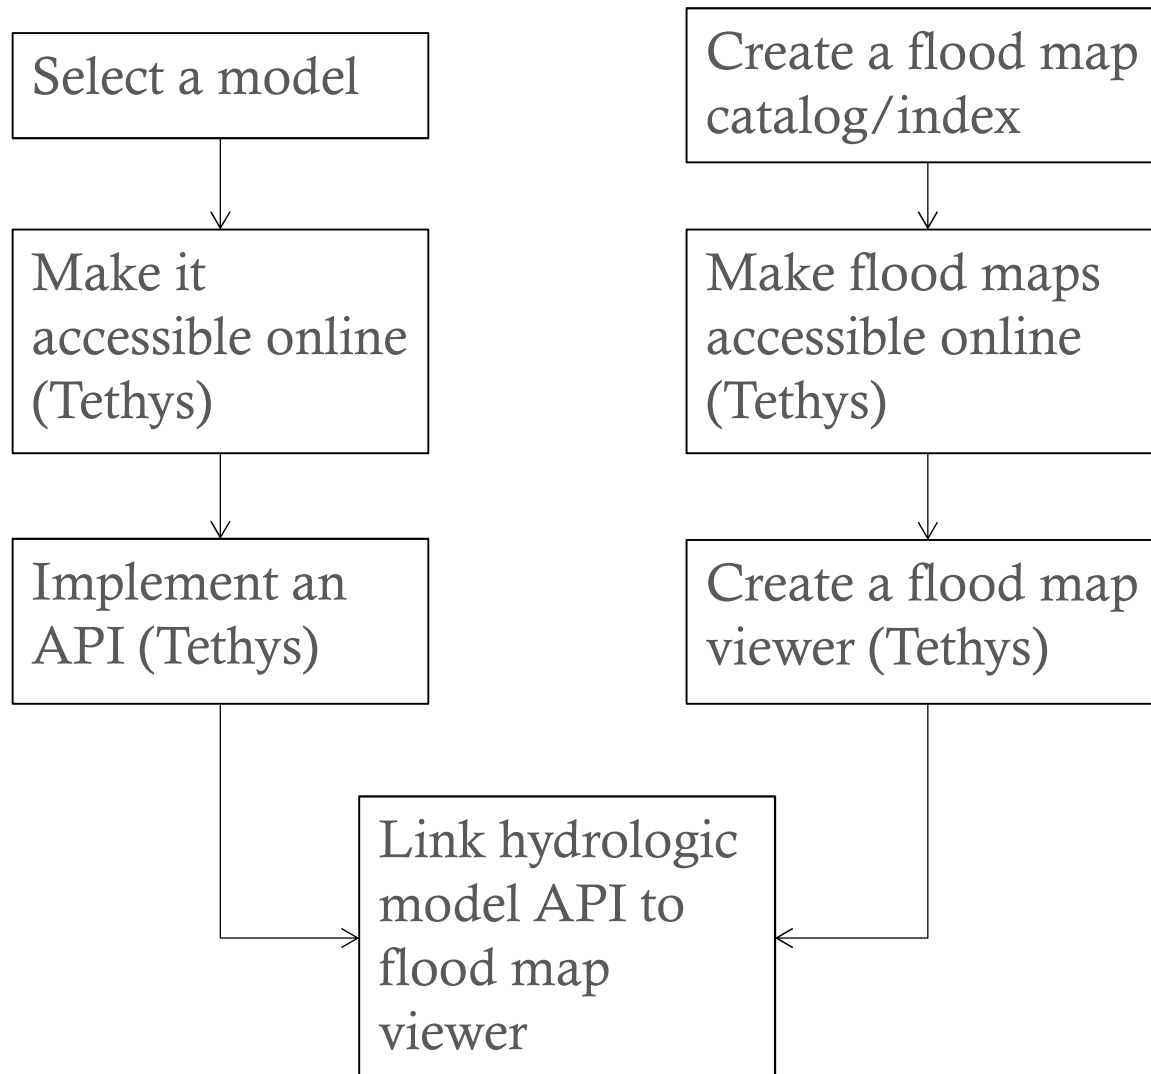 Select a model
Make it
accessible online
(Tethys)
Implement an
API (Tethys)
Create a flood map
catalog/index
Make flood maps
accessible online
(Tethys)
Create a flood map
viewer (Tethys)
Link hydrologic
model API to
flood map
viewer